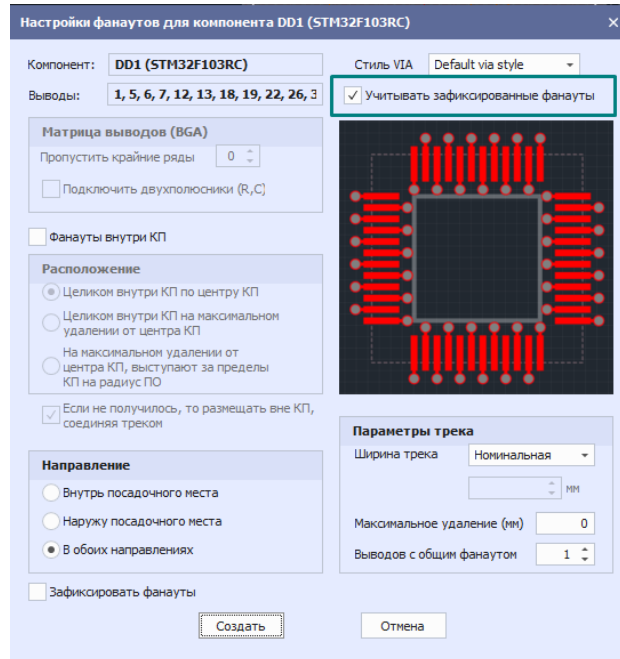 Настройки фанаутов для компонента DD1 (STM32F103RC)
Компонент: DD1 (STM32F103RC)
Стиль VIA Default via style
Выводы: 1, 5, 6, 7, 12, 13, 18, 19, 22, 26, 3
Учитывать зафиксированные фанауты
Матрица выводов (BGA)
Пропустить крайние ряды 0
Подключить двухполюсники (R,C)
Фанауты внутри КП
Расположение
Целиком внутри КП по центру КП
Целиком внутри КП на максимальном
удалении от центра КП
На максимальном удалении от
центра КП, выступают за пределы
КП на радиус ПО
Если не получилось, то размещать вне КП,
соединяя треком
Направление
Внутрь посадочного места
Наружу посадочного места
В обоих направлениях
Параметры трека
Ширина трека Номинальная
мм
Максимальное удаление (мм) 0
Выводов с общим фанаутом 1
Зафиксировать фанауты
Создать
Отмена